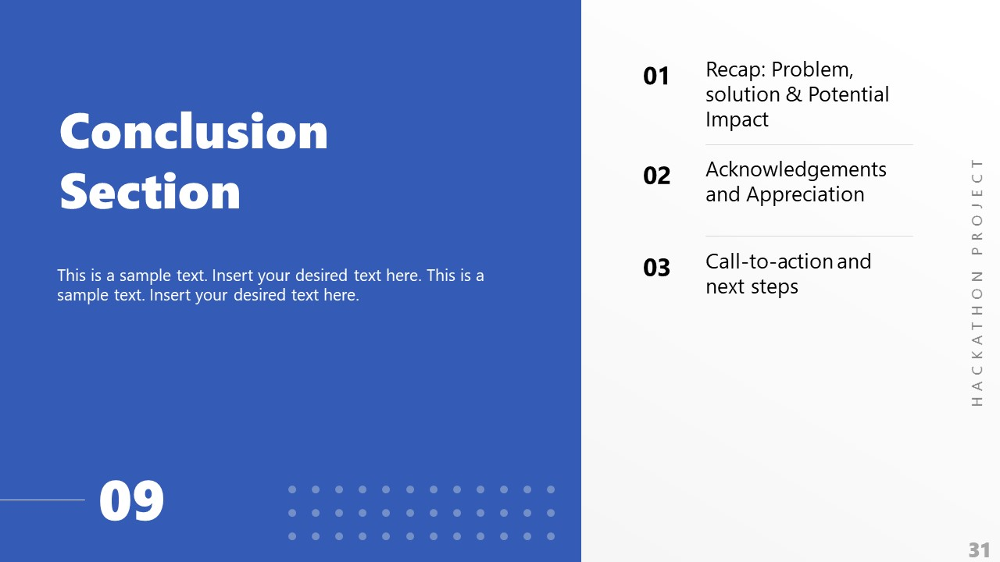 Conclusion
Section
This is a sample text. Insert your desired text here. This is a
sample text. Insert your desired text here.
09
01
Recap: Problem,
solution & Potential
Impact
02
Acknowledgements
and Appreciation
03
Call-to-action and
next steps
HACKATHON PROJECT
31